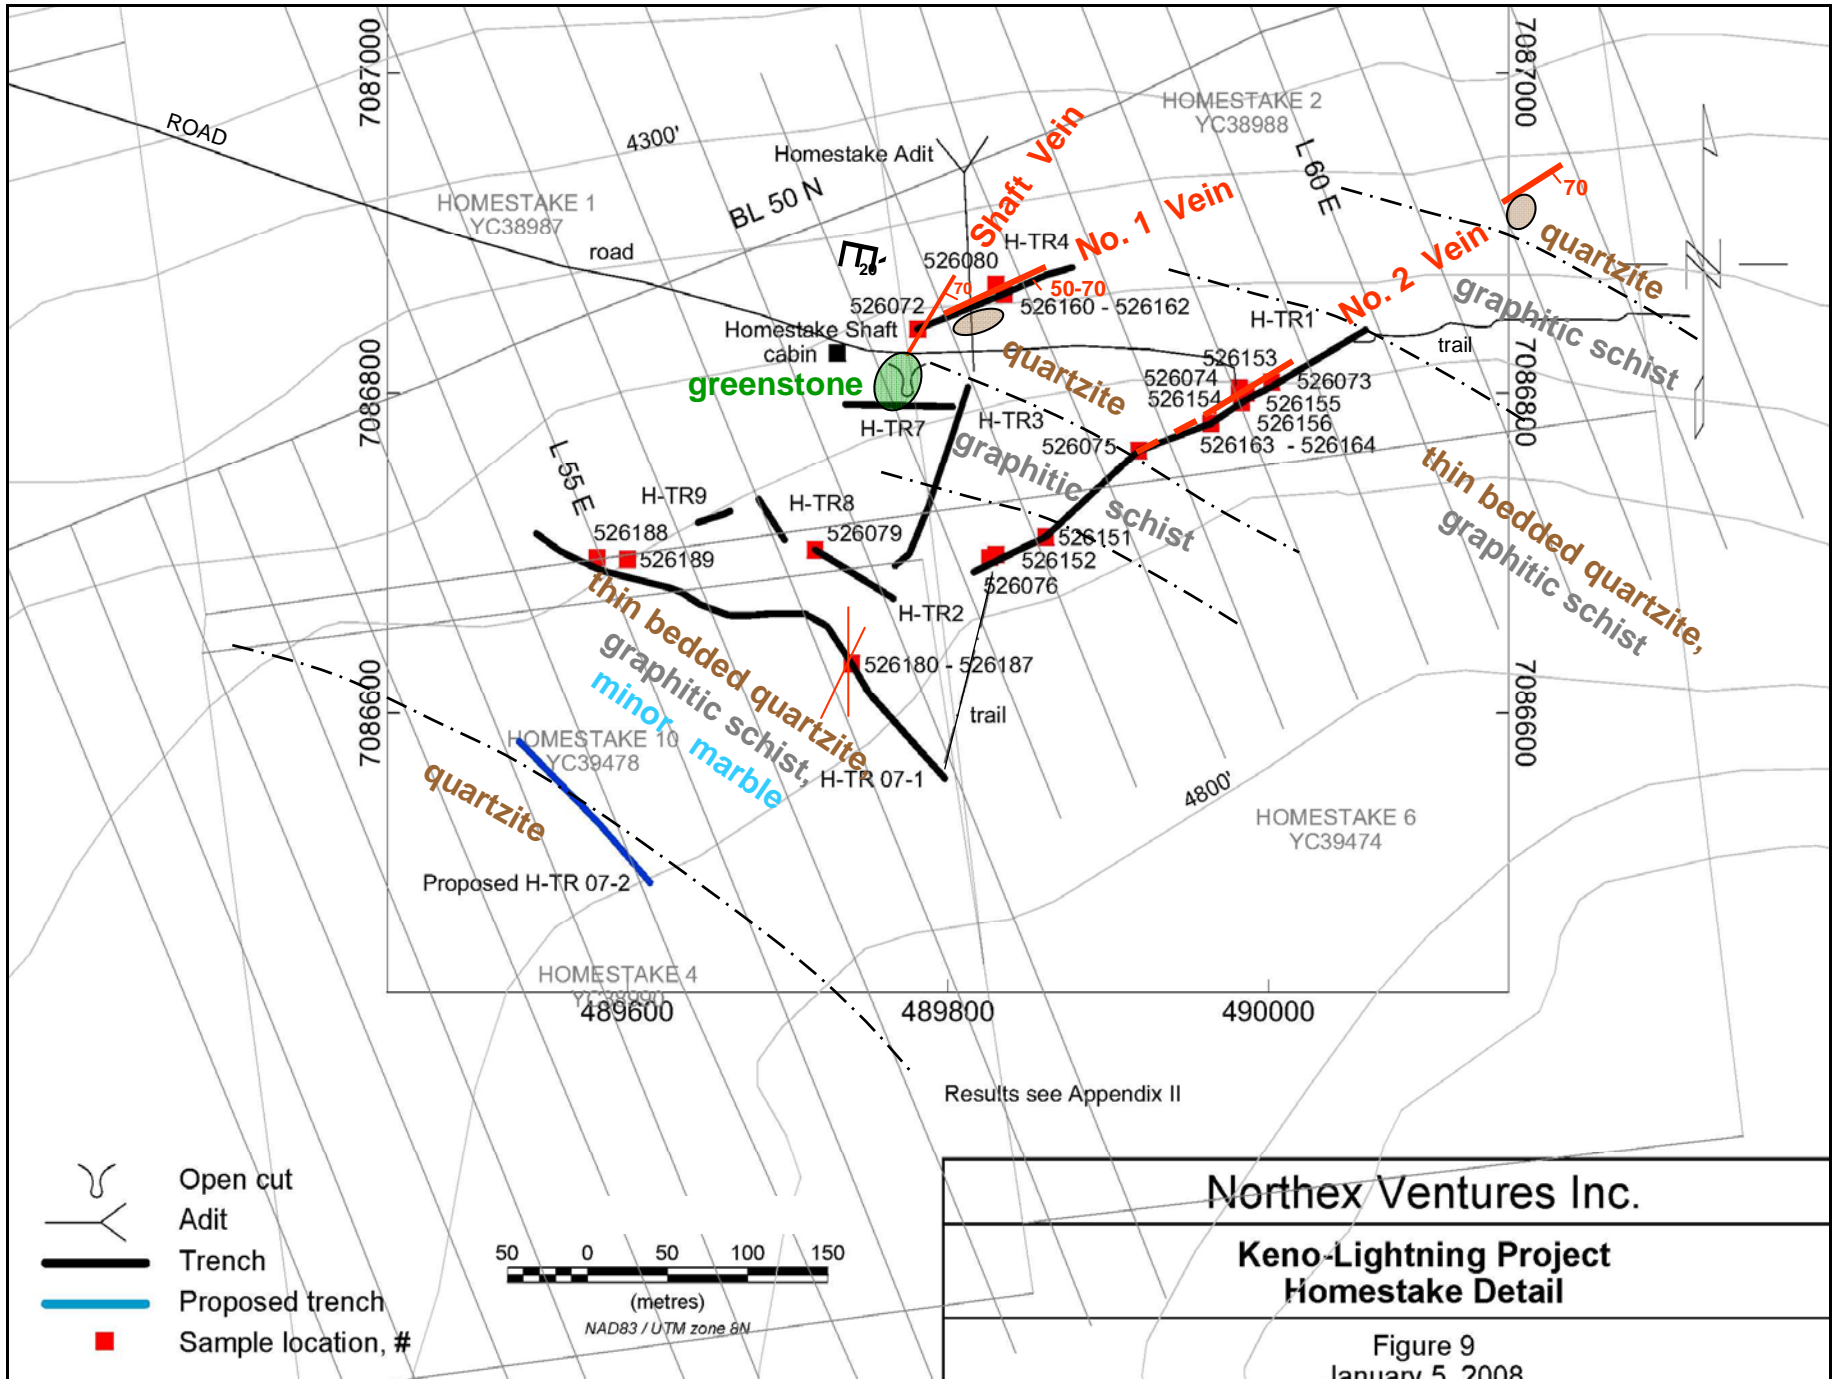 7087000
7087000
HOMESTAKE 2
YC38988
ROAD
4300'
Homestake Adit
Shaft Vein
L 60 E
70
HOMESTAKE 1
YC38987
BL 50 N
No. 1 Vein
quartzite
road
H-TR4
No. 2 Vein
E
20
526080
70
50-70
graphitic schist
526072
526160 - 526162
H-TR1
Homestake Shaft
cabin
trail
greenstone
quartzite
526153
526074
526073
526154
526155
7086800
7086800
H-TR7
H-TR3
526156
526075
526163 - 526164
graphitic schist
thin bedded quartzite,
graphitic schist
L 55 E
H-TR9
H-TR8
526188
526079
526151
526189
526152
526076
thin bedded quartzite,
graphitic schist,
minor marble
H-TR2
526180 - 526187
7086600
7086600
trail
HOMESTAKE 10
YC39478
quartzite
H-TR 07-1
4800'
HOMESTAKE 6
YC39474
Proposed H-TR 07-2
HOMESTAKE 4
YC38990
489600
489800
490000
Results see Appendix II
Open cut
Adit
Trench
Proposed trench
Sample location, #
50 0 50 100 150
(metres)
NAD83 / UTM zone 8N
Northex Ventures Inc.
Keno-Lightning Project
Homestake Detail
Figure 9
January 5, 2008